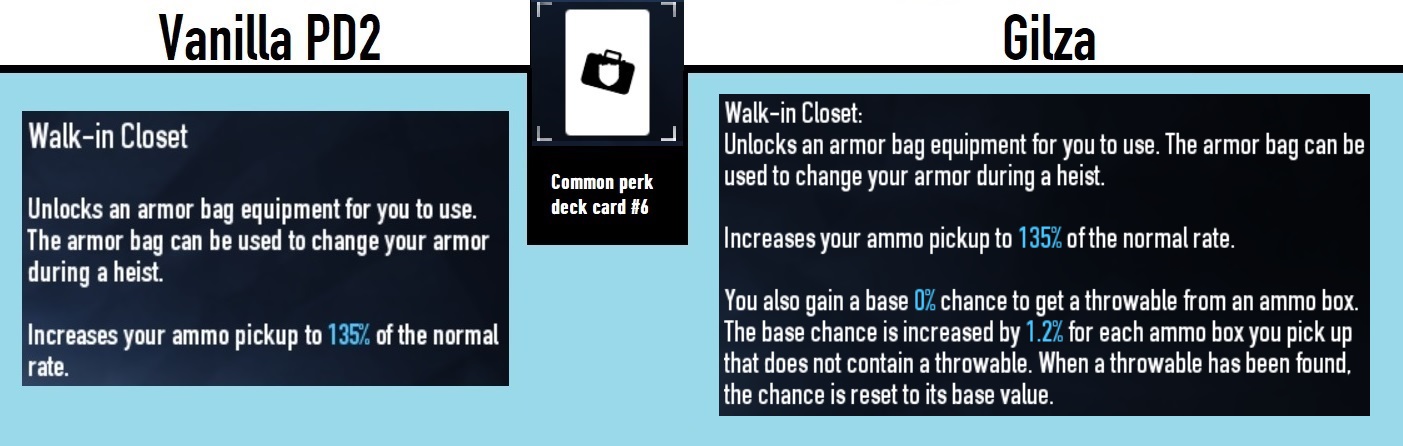 Vanilla PD2
Walk-in Closet
Unlocks an armor bag equipment for you to use.
The armor bag can be used to change your armor
during a heist.
Increases your ammo pickup to 135% of the normal
rate.
Common perk
deck card #6
Gilza
Walk-in Closet:
Unlocks an armor bag equipment for you to use. The armor bag can be
used to change your armor during a heist.
Increases your ammo pickup to 135% of the normal rate.
You also gain a base 0% chance to get a throwable from an ammo box.
The base chance is increased by 1.2% for each ammo box you pick up
that does not contain a throwable. When a throwable has been found,
the chance is reset to its base value.